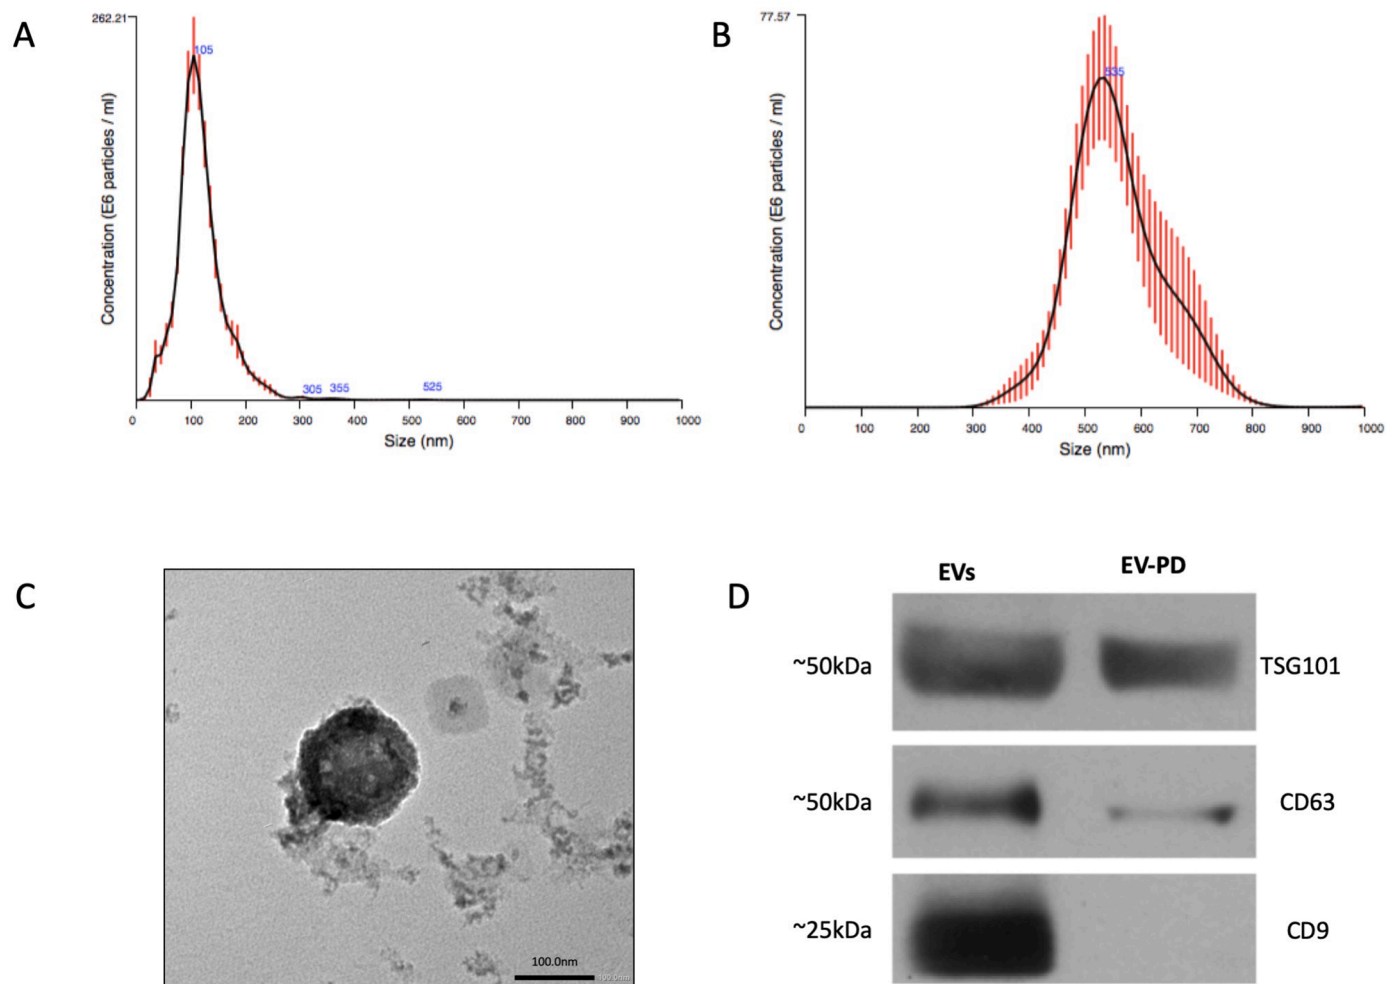 A
262.21
105
305 355 525
Concentration (E6 particles / ml)
0 100 200 300 400 500 600 700 800 900 1000
Size (nm)
B
77.57
535
Concentration (E6 particles / ml)
0 100 200 300 400 500 600 700 800 900 1000
Size (nm)
C
100.0nm
D
EVs EV-PD
~50kDa TSG101
~50kDa CD63
~25kDa CD9